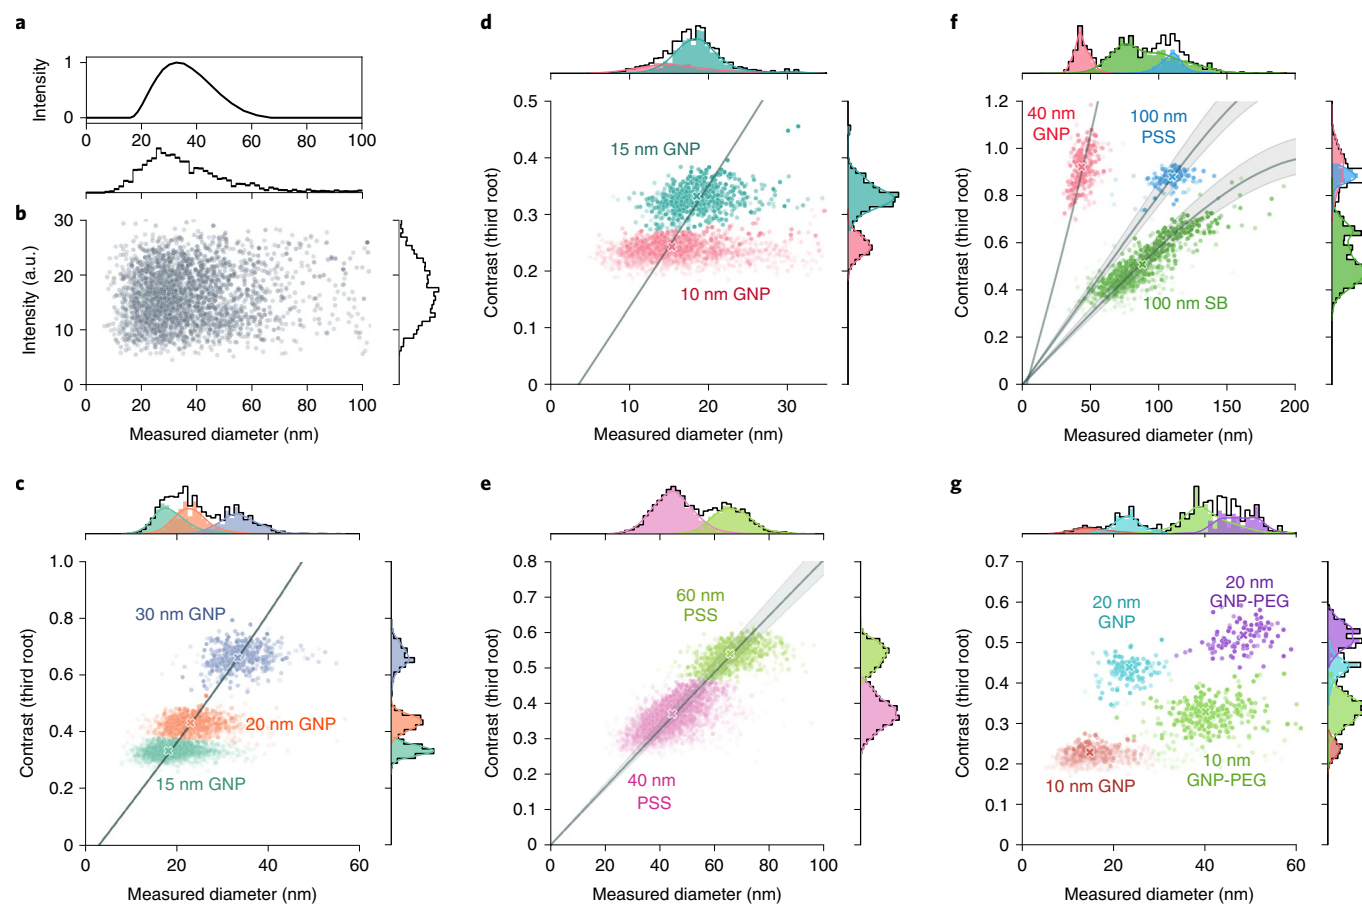 a
Intensity
1
0
0
20
40
60
80
100
b
Intensity (a.u.)
30
20
10
0
0
20
40
60
80
100
Measured diameter (nm)
c
Contrast (third root)
1.0
0.8
0.6
0.4
0.2
0
30 nm GNP
20 nm GNP
15 nm GNP
0
20
40
60
Measured diameter (nm)
d
Contrast (third root)
0.5
0.4
0.3
0.2
0.1
0
15 nm GNP
10 nm GNP
0
10
20
30
Measured diameter (nm)
e
Contrast (third root)
0.8
0.7
0.6
0.5
0.4
0.3
0.2
0.1
0
60 nm
PSS
40 nm
PSS
0
20
40
60
80
100
Measured diameter (nm)
f
Contrast (third root)
1.2
1.0
0.8
0.6
0.4
0.2
0
40 nm
GNP
100 nm
PSS
100 nm SB
0
50
100
150
200
Measured diameter (nm)
g
Contrast (third root)
0.7
0.6
0.5
0.4
0.3
0.2
0.1
0
20 nm
GNP
20 nm
GNP-PEG
10 nm GNP
10 nm
GNP-PEG
0
20
40
60
Measured diameter (nm)